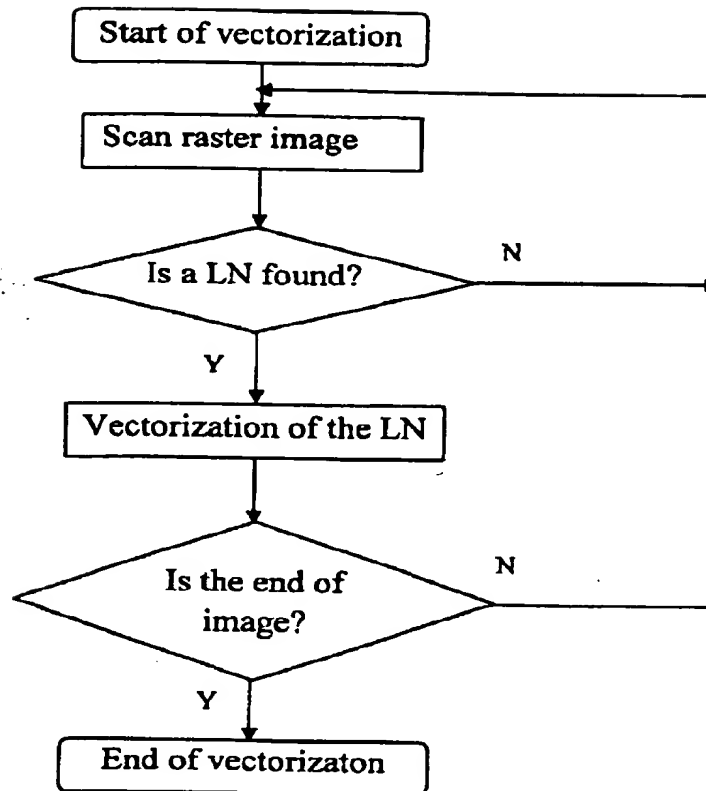 Start of vectorization
Scan raster image
Is a LN found?
N
Y
Vectorization of the LN
Is the end of
image?
N
Y
End of vectorizaton